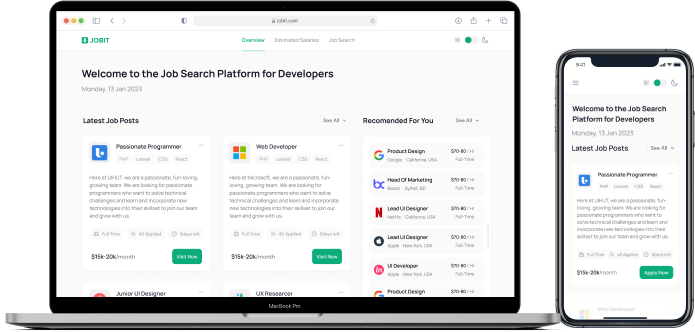 jobit.com
JOBIT
Overview
Estimated Salaries
Job Search
Welcome to the Job Search Platform for Developers
Monday, 13 Jan 2023
Latest Job Posts
See All
Passionate Programmer
PHP
Laravel
CSS
React
Here at UIHUT, we are a passionate, fun-loving,
growing team. We are looking for passionate
programmers who want to solve technical
challenges and learn and incorporate new
technologies into their skillset to join our team
and grow with us.
Full Time
45 Applied
3days left
$15k-20k/month
Visit Now
Web Developer
PHP
Laravel
CSS
React
Here at Microsoft, we are a passionate,
fun-loving, growing team. We are looking for
passionate programmers who want to solve
technical challenges and learn and incorporate
new technologies into their skillset to join our
team and grow with us.
Full Time
45 Applied
3days left
$15k-20k/month
Visit Now
Junior UI Designer
UX Researcer
Recomended For You
See All
Product Design
$70-80 / Hr
Google · California, USA
Full-Time
Head Of Marketing
$70-80 / Hr
Full-Time
Lead UI Designer
$70-80 / Hr
Netflix · California, USA
Full-Time
Lead UI Designer
$70-80 / Hr
Apple · New York, USA
Full-Time
UI Developer
$70-80 / Hr
Apple · New York, USA
Full-Time
Product Design
$70-80 / Hr
MacBook Pro
9:41
Welcome to the Job Search
Platform for Developers
Monday, 13 Jan 2023
Latest Job Posts
See All
Passionate Programmer
PHP
Laravel
CSS
React
Here at UIHUT, we are a passionate, fun-
loving, growing team. We are looking for
passionate programmers who want to
solve technical challenges and learn and
incorporate new technologies into their
skillset to join our team and grow with us.
Full Time
45 Applied
3days left
$15k-20k/month
Apply Now
Web Developer